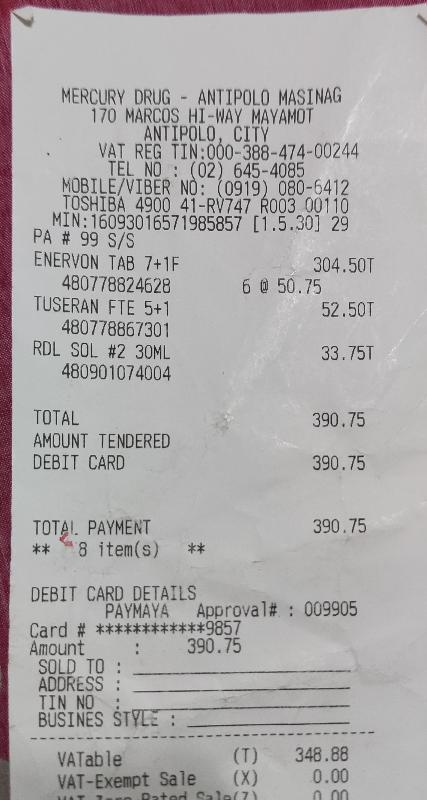 MERCURY DRUG - ANTIPOLO MASINAG
170 MARCOS HI-WAY MAYAMOT
ANTIPOLO, CITY
VAT REG TIN:000-388-474-00244
TEL NO : (02) 645-4085
MOBILE/VIBER NO: (0919) 080-6412
TOSHIBA 4900 41-RV747 R003 00110
MIN:16093016571985857 [1.5.30] 29
PA # 99 S/S
ENERVON TAB 7+1F 304.50T
480778824628 6 @ 50.75
TUSERAN FTE 5+1 52.50T
480778867301
RDL SOL #2 30ML 33.75T
480901074004
TOTAL 390.75
AMOUNT TENDERED
DEBIT CARD 390.75
TOTAL PAYMENT 390.75
** 8 item(s) **
DEBIT CARD DETAILS
PAYMAYA Approval# : 009905
Card # ************9857
Amount : 390.75
SOLD TO :
ADDRESS :
TIN NO :
BUSINES STYLE :
VATable (T) 348.88
VAT-Exempt Sale (X) 0.00
VAT-Zero Rated Sale(Z) 0.00